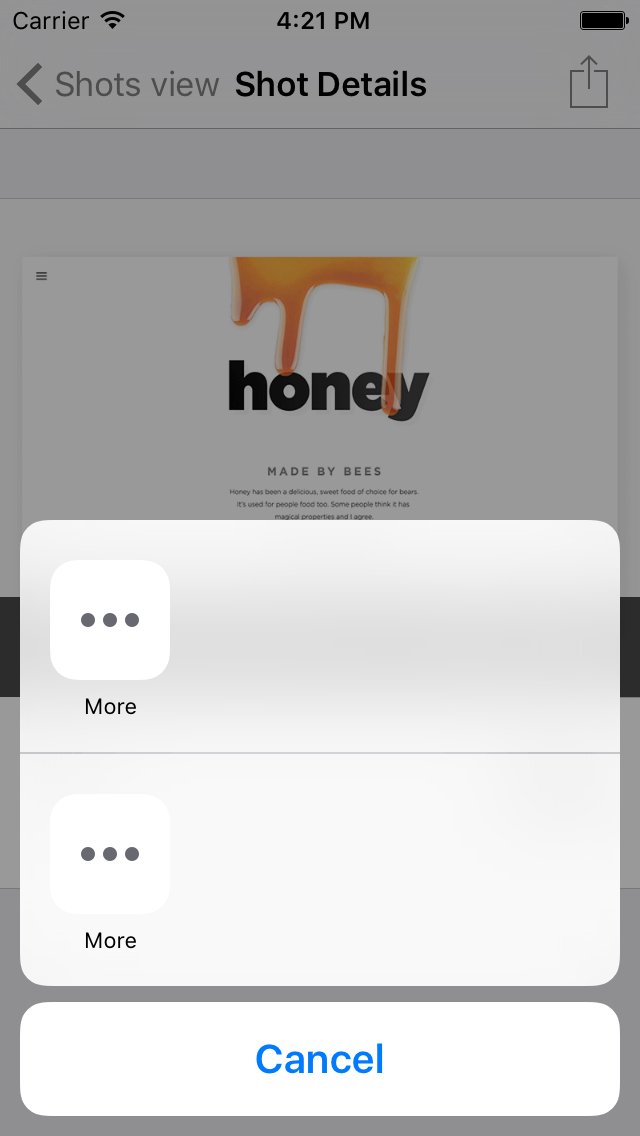 Carrier 4:21 PM
Shots view Shot Details
honey
MADE BY BEES
Honey has been a delicious, sweet food of choice for bears.
It's used for people food too. Some people think it has
magical properties and I agree.
More
More
Cancel